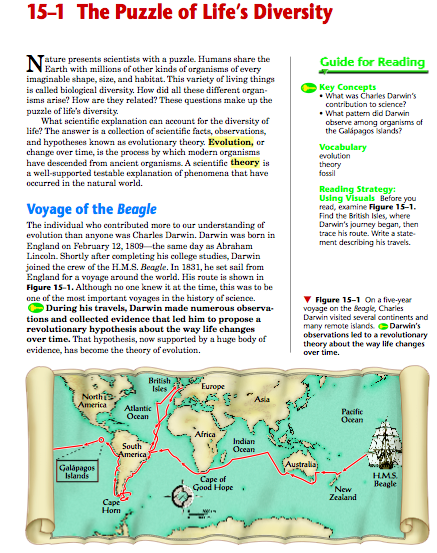 15–1 The Puzzle of Life's Diversity
Nature presents scientists with a puzzle. Humans share the
Earth with millions of other kinds of organisms of every
imaginable shape, size, and habitat. This variety of living things
is called biological diversity. How did all these different organ-
isms arise? How are they related? These questions make up the
puzzle of life's diversity.
What scientific explanation can account for the diversity of
life? The answer is a collection of scientific facts, observations,
and hypotheses known as evolutionary theory. Evolution, or
change over time, is the process by which modern organisms
have descended from ancient organisms. A scientific theory is
a well-supported testable explanation of phenomena that have
occurred in the natural world.
Voyage of the Beagle
The individual who contributed more to our understanding of
evolution than anyone was Charles Darwin. Darwin was born in
England on February 12, 1809—the same day as Abraham
Lincoln. Shortly after completing his college studies, Darwin
joined the crew of the H.M.S. Beagle. In 1831, he set sail from
England for a voyage around the world. His route is shown in
Figure 15–1. Although no one knew it at the time, this was to be
one of the most important voyages in the history of science.
During his travels, Darwin made numerous observa-
tions and collected evidence that led him to propose a
revolutionary hypothesis about the way life changes
over time. That hypothesis, now supported by a huge body of
evidence, has become the theory of evolution.
Guide for Reading
Key Concepts
• What was Charles Darwin's
contribution to science?
• What pattern did Darwin
observe among organisms of
the Galápagos Islands?
Vocabulary
evolution
theory
fossil
Reading Strategy:
Using Visuals Before you
read, examine Figure 15–1.
Find the British Isles, where
Darwin's journey began, then
trace his route. Write a state-
ment describing his travels.
▼ Figure 15–1 On a five-year
voyage on the Beagle, Charles
Darwin visited several continents and
many remote islands. Darwin's
observations led to a revolutionary
theory about the way life changes
over time.
British
Isles
Europe
North
America
Asia
Atlantic
Ocean
Pacific
Ocean
Africa
Indian
Ocean
South
America
Galápagos
Islands
Australia
Cape of
Good Hope
H.M.S.
Beagle
New
Zealand
Cape
Horn